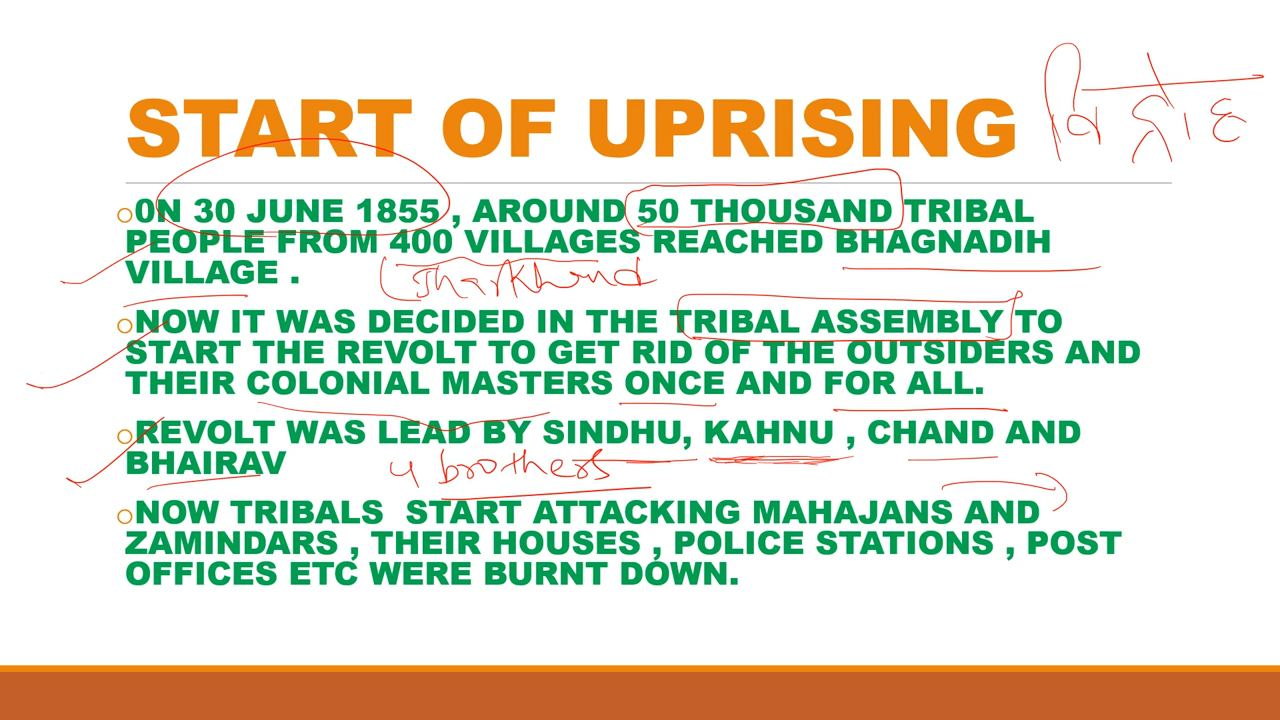 START OF UPRISING
विद्रोह
0N 30 JUNE 1855 , AROUND 50 THOUSAND TRIBAL
PEOPLE FROM 400 VILLAGES REACHED BHAGNADIH
VILLAGE .
(Jharkhand
NOW IT WAS DECIDED IN THE TRIBAL ASSEMBLY TO
START THE REVOLT TO GET RID OF THE OUTSIDERS AND
THEIR COLONIAL MASTERS ONCE AND FOR ALL.
REVOLT WAS LEAD BY SINDHU, KAHNU , CHAND AND
BHAIRAV
4 brothers
NOW TRIBALS START ATTACKING MAHAJANS AND
ZAMINDARS , THEIR HOUSES , POLICE STATIONS , POST
OFFICES ETC WERE BURNT DOWN.